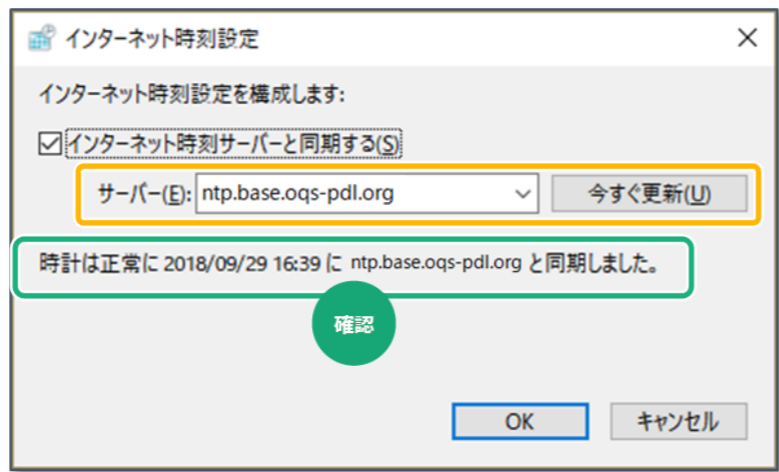 インターネット時刻設定
インターネット時刻設定を構成します:
インターネット時刻サーバーと同期する(S)
サーバー(E): ntp.base.oqs-pdl.org 今すぐ更新(U)
時計は正常に 2018/09/29 16:39 に ntp.base.oqs-pdl.org と同期しました。
確認
OK キャンセル